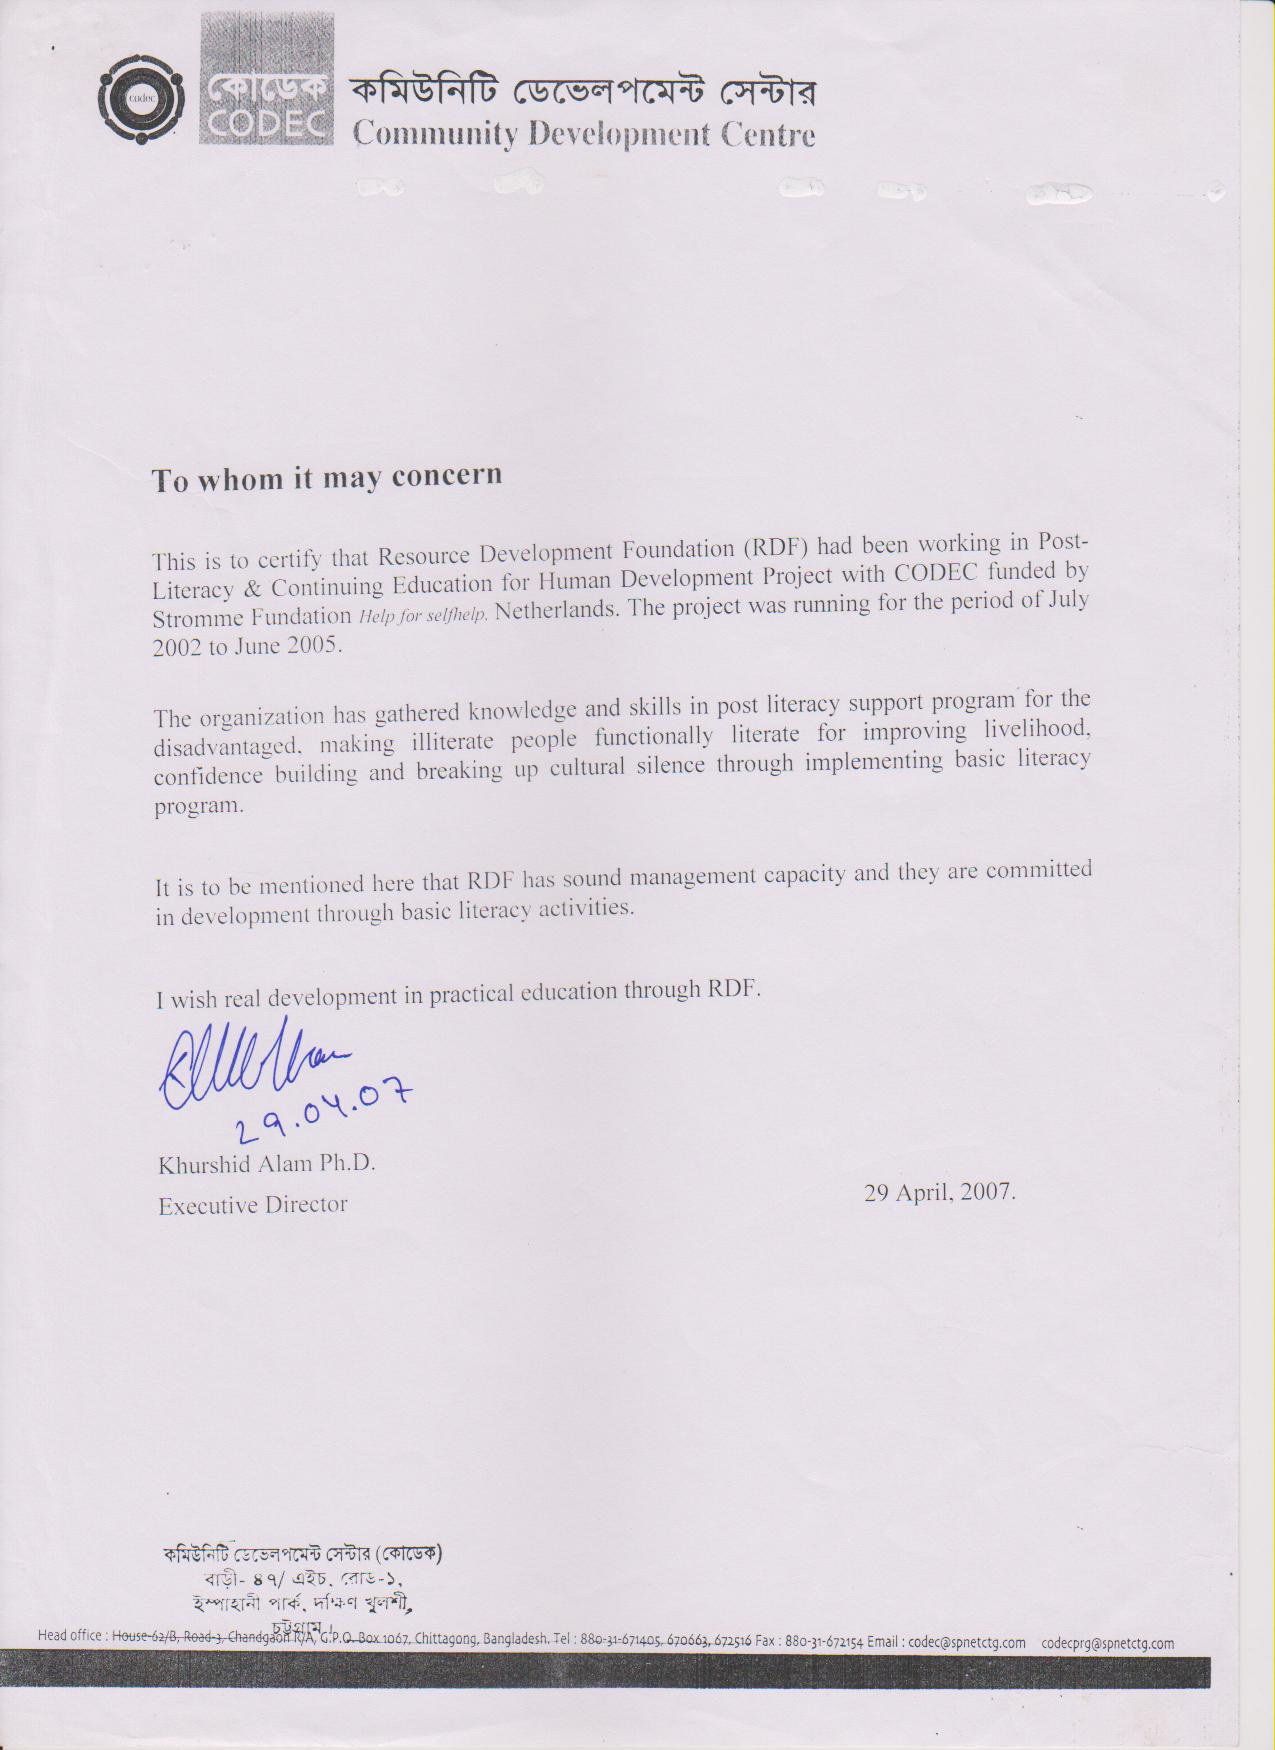 codec
কোডেক
CODEC
কমিউনিটি ডেভেলপমেন্ট সেন্টার
Community Development Centre
To whom it may concern
This is to certify that Resource Development Foundation (RDF) had been working in Post-
Literacy & Continuing Education for Human Development Project with CODEC funded by
Stromme Fundation Help for selfhelp. Netherlands. The project was running for the period of July
2002 to June 2005.
The organization has gathered knowledge and skills in post literacy support program for the
disadvantaged, making illiterate people functionally literate for improving livelihood,
confidence building and breaking up cultural silence through implementing basic literacy
program.
It is to be mentioned here that RDF has sound management capacity and they are committed
in development through basic literacy activities.
I wish real development in practical education through RDF.
29.04.07
Khurshid Alam Ph.D.
Executive Director
29 April, 2007.
কমিউনিটি ডেভেলপমেন্ট সেন্টার (কোডেক)
বাড়ী- ৪৭/ এইচ, রোড-১,
ইস্পাহানী পার্ক, দক্ষিণ খুলশী,
চট্টগ্রাম।
Head office : House-62/B, Road-3, Chandgaon R/A, G.P.O. Box 1067, Chittagong, Bangladesh. Tel : 880-31-671405, 670663, 672516 Fax : 880-31-672154 Email : codec@spnetctg.com codecprg@spnetctg.com